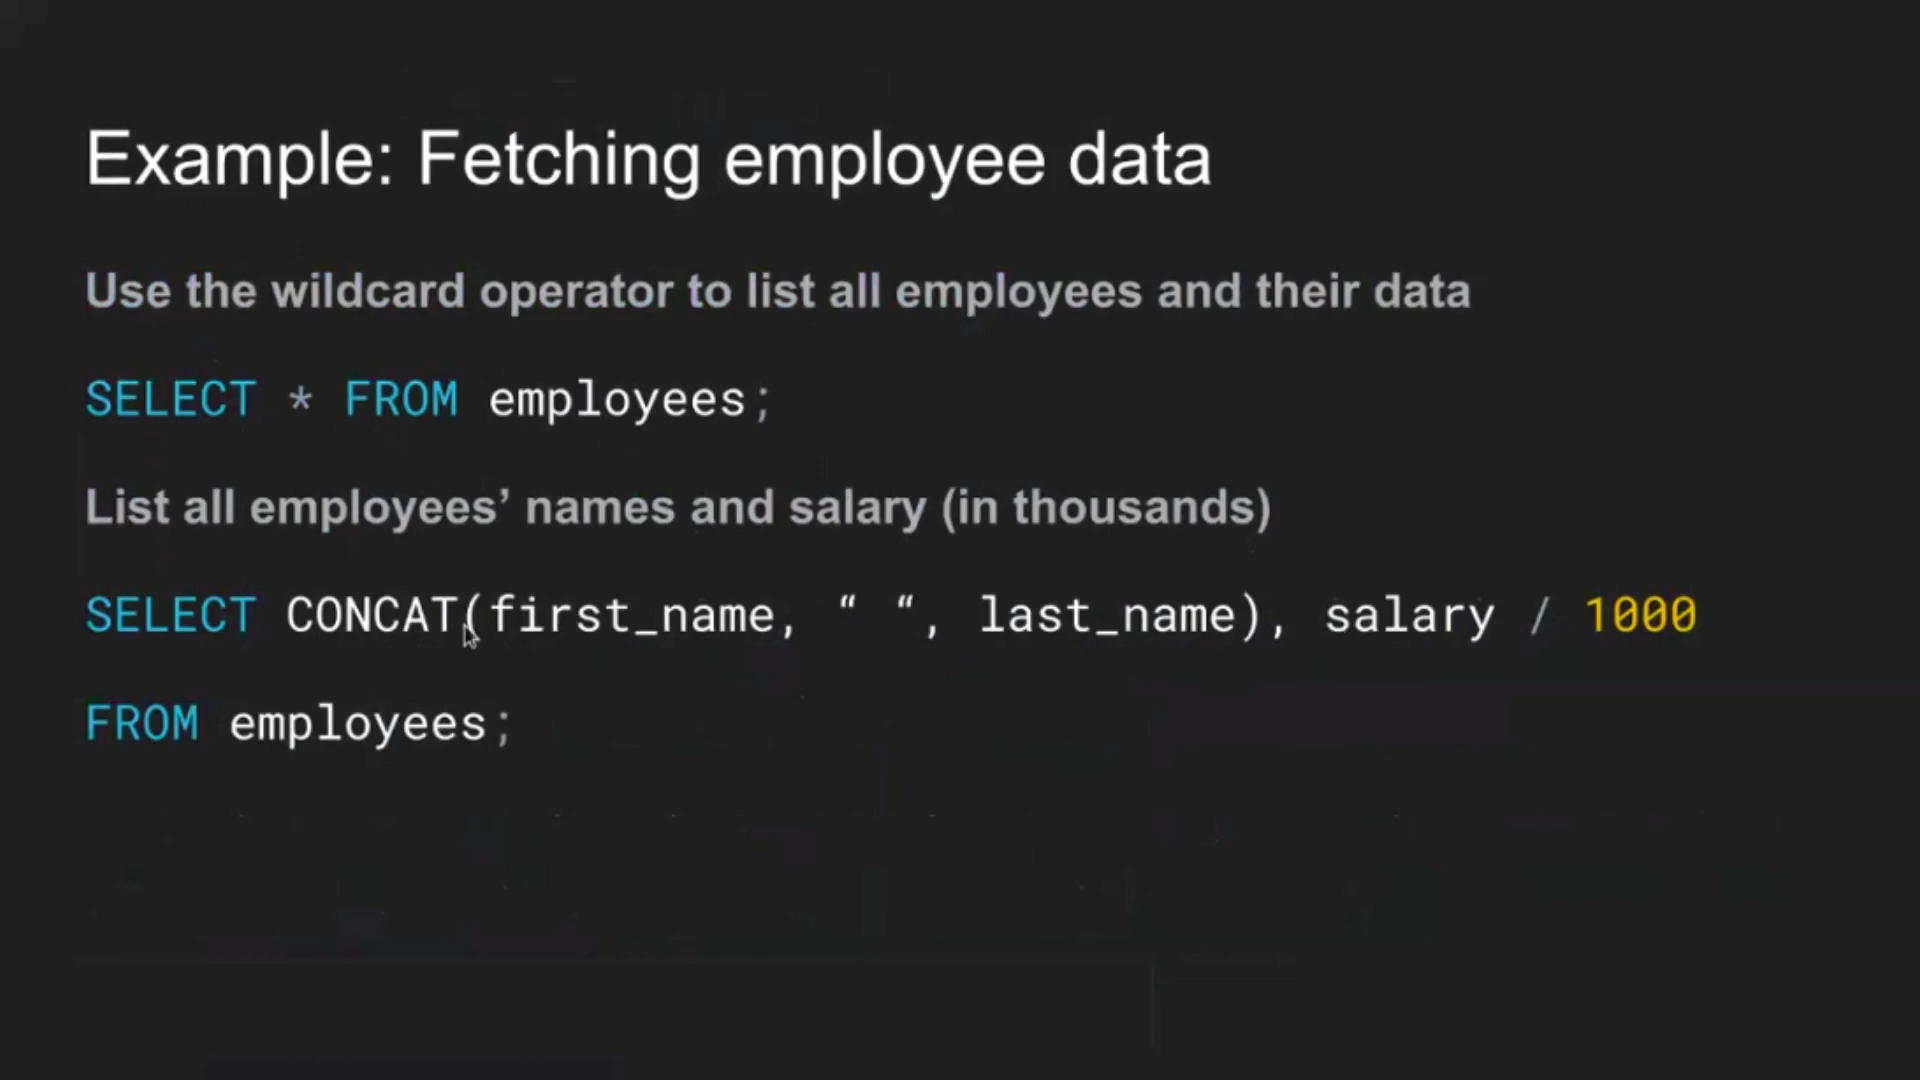 Example: Fetching employee data
Use the wildcard operator to list all employees and their data
SELECT * FROM employees;
List all employees’ names and salary (in thousands)
SELECT CONCAT(first_name, “ “, last_name), salary / 1000
FROM employees;